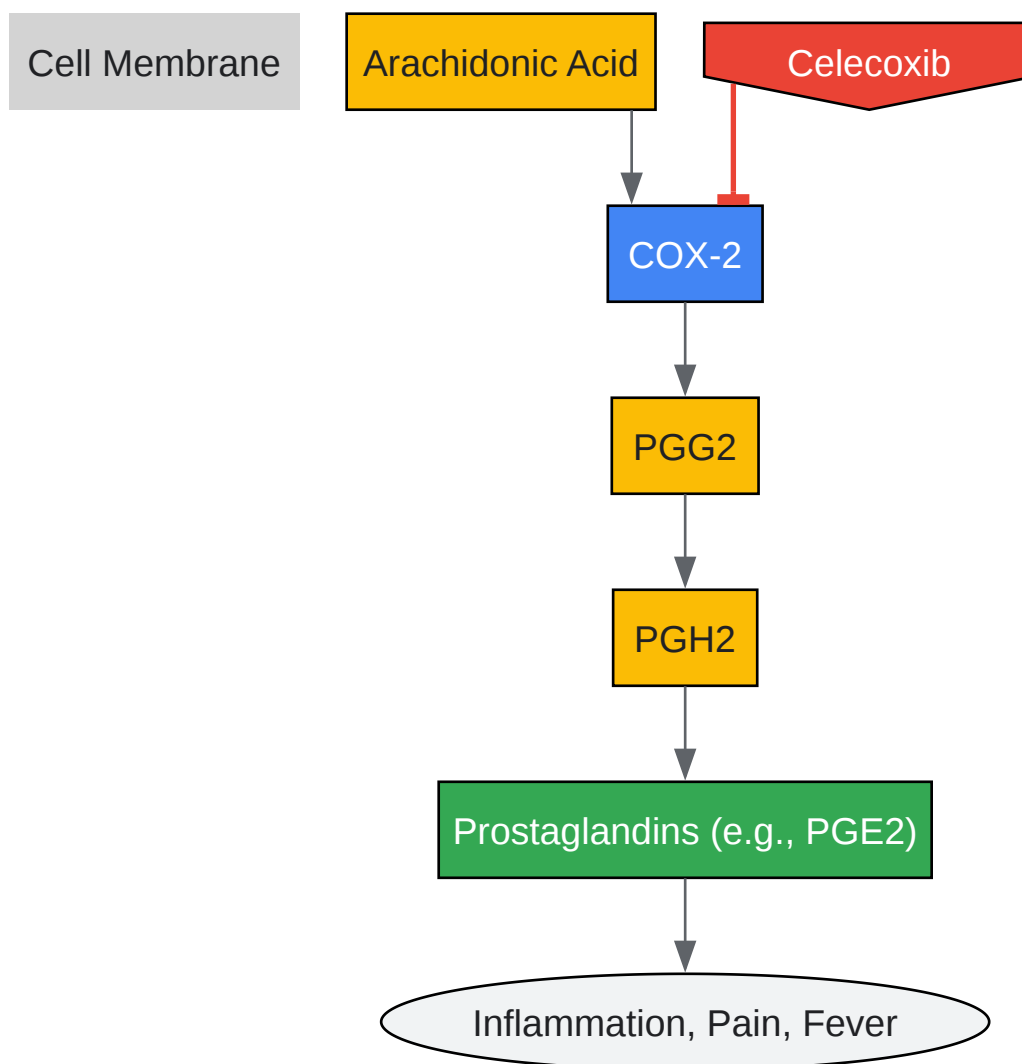 Cell Membrane
Arachidonic Acid
Celecoxib
COX-2
PGG2
PGH2
Prostaglandins (e.g., PGE2)
Inflammation, Pain, Fever